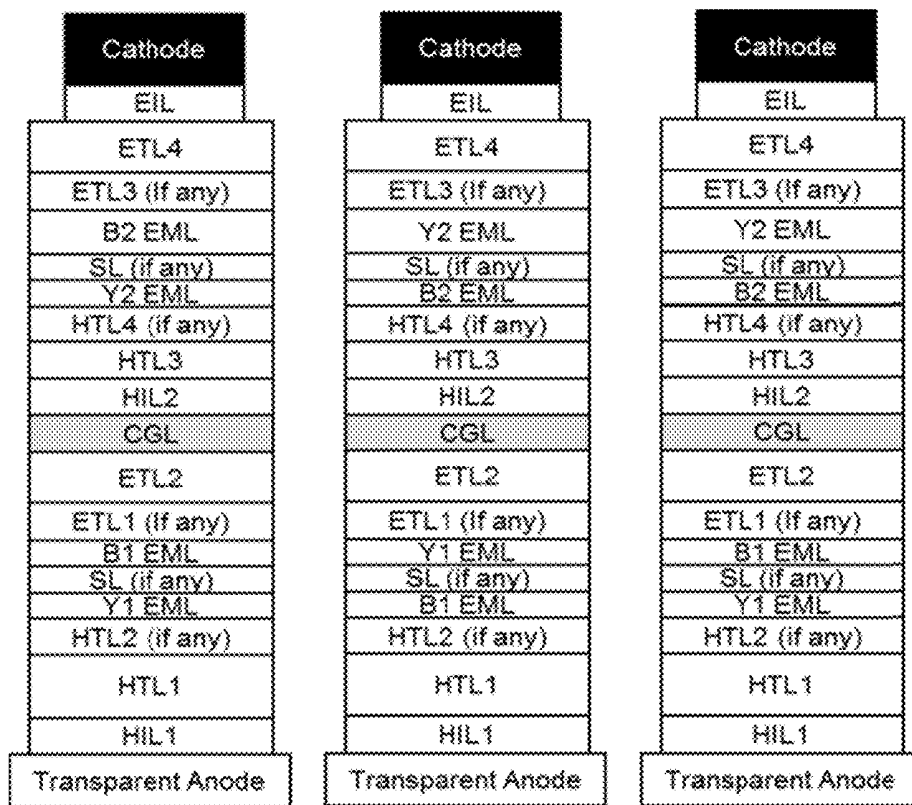 Cathode
EIL
ETL4
ETL3 (If any)
B2 EML
SL (if any)
Y2 EML
HTL4 (if any)
HTL3
HIL2
CGL
ETL2
ETL1 (If any)
B1 EML
SL (if any)
Y1 EML
HTL2 (if any)
HTL1
HIL1
Transparent Anode
Cathode
EIL
ETL4
ETL3 (If any)
Y2 EML
SL (if any)
B2 EML
HTL4 (if any)
HTL3
HIL2
CGL
ETL2
ETL1 (If any)
Y1 EML
SL (if any)
B1 EML
HTL2 (if any)
HTL1
HIL1
Transparent Anode
Cathode
EIL
ETL4
ETL3 (If any)
Y2 EML
SL (if any)
B2 EML
HTL4 (if any)
HTL3
HIL2
CGL
ETL2
ETL1 (If any)
B1 EML
SL (if any)
Y1 EML
HTL2 (if any)
HTL1
HIL1
Transparent Anode